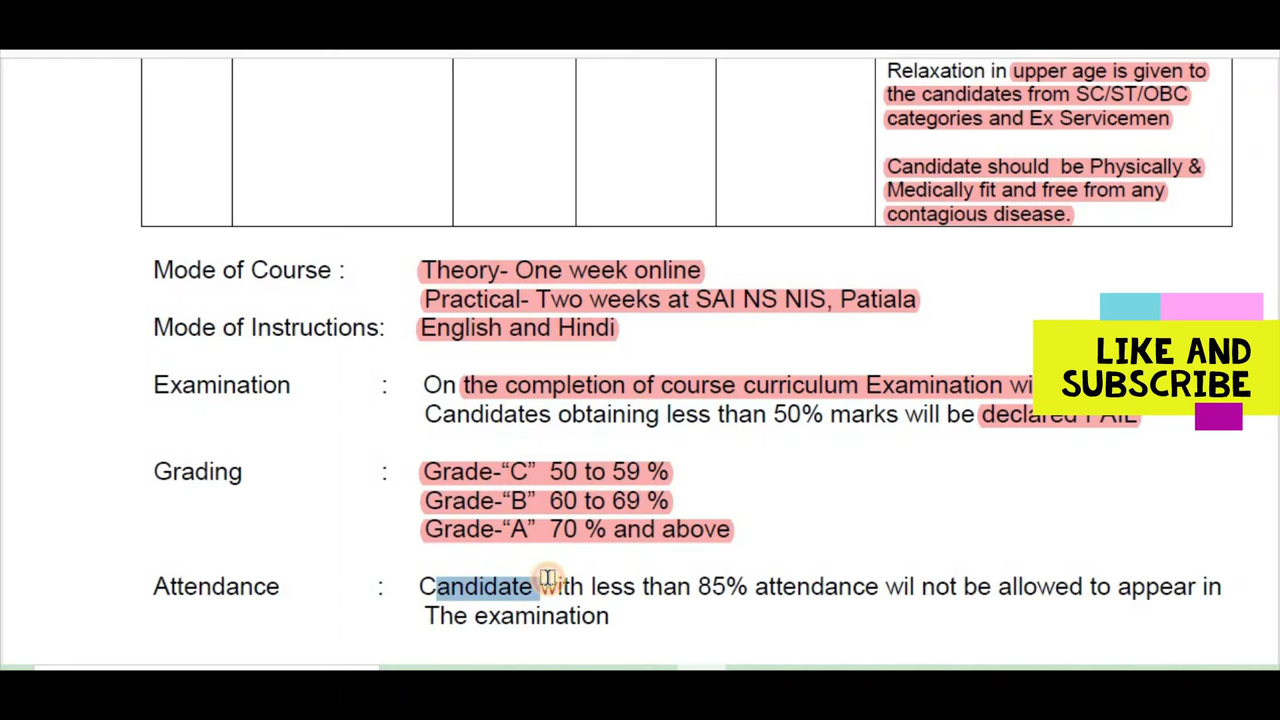 Relaxation in upper age is given to
the candidates from SC/ST/OBC
categories and Ex Servicemen
Candidate should be Physically &
Medically fit and free from any
contagious disease.
Mode of Course : Theory- One week online
Practical- Two weeks at SAI NS NIS, Patiala
Mode of Instructions: English and Hindi
Examination : On the completion of course curriculum Examination
Candidates obtaining less than 50% marks will be declared FAIL
Grading : Grade-“C” 50 to 59 %
Grade-“B” 60 to 69 %
Grade-“A” 70 % and above
Attendance : Candidate with less than 85% attendance wil not be allowed to appear in
The examination
LIKE AND
SUBSCRIBE